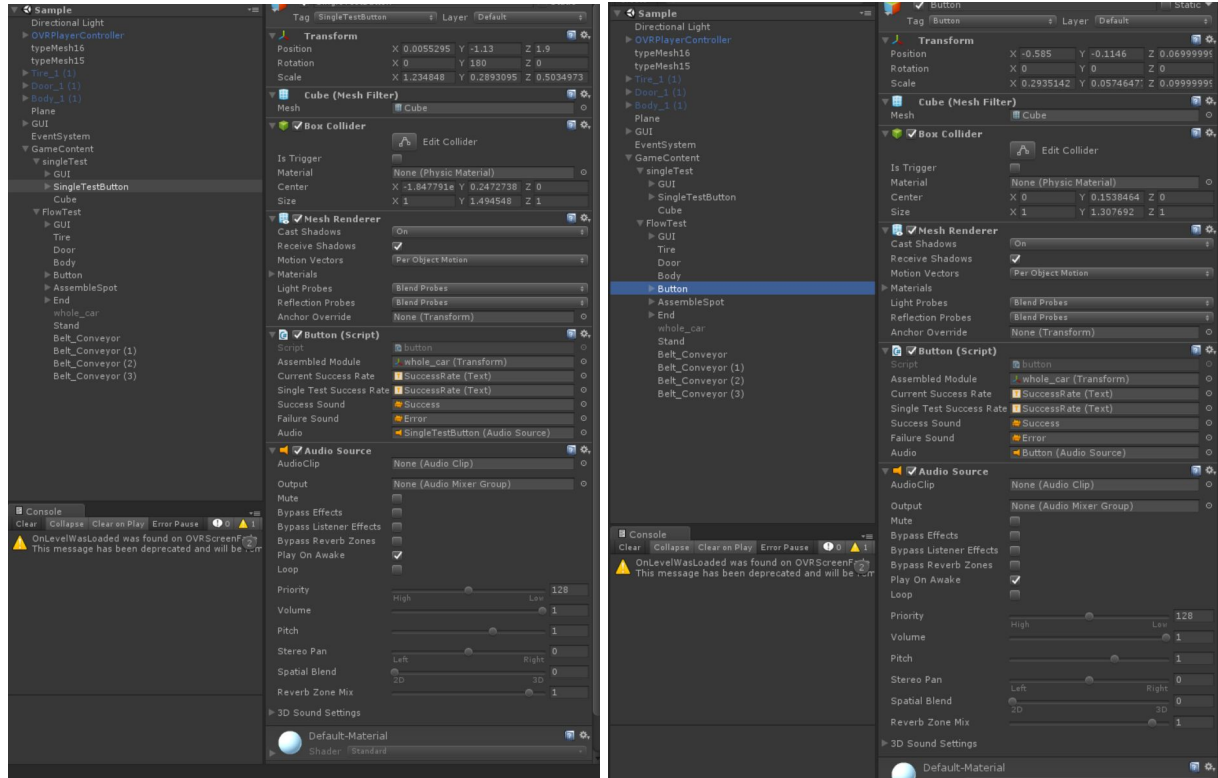 Sample
Directional Light
OVRPlayerController
typeMesh16
typeMesh15
Tire_1 (1)
Door_1 (1)
Body_1 (1)
Plane
GUI
EventSystem
GameContent
singleTest
GUI
SingleTestButton
Cube
FlowTest
GUI
Tire
Door
Body
Button
AssembleSpot
End
whole_car
Stand
Belt_Conveyor
Belt_Conveyor (1)
Belt_Conveyor (2)
Belt_Conveyor (3)
Console
Clear Collapse Clear on Play Error Pause 0 1
OnLevelWasLoaded was found on OVRScreenF
This message has been deprecated and will be 2
Tag SingleTestButton Layer Default
Transform
Position X 0.0055295 Y -1.13 Z 1.9
Rotation X 0 Y 180 Z 0
Scale X 1.234848 Y 0.2893095 Z 0.5034973
Cube (Mesh Filter)
Mesh Cube
Box Collider
Edit Collider
Is Trigger
Material None (Physic Material)
Center X -1.847791e Y 0.2472738 Z 0
Size X 1 Y 1.494548 Z 1
Mesh Renderer
Cast Shadows On
Receive Shadows
Motion Vectors Per Object Motion
Materials
Light Probes Blend Probes
Reflection Probes Blend Probes
Anchor Override None (Transform)
Button (Script)
Script button
Assembled Module whole_car (Transform)
Current Success Rate SuccessRate (Text)
Single Test Success Rate SuccessRate (Text)
Success Sound Success
Failure Sound Error
Audio SingleTestButton (Audio Source)
Audio Source
AudioClip None (Audio Clip)
Output None (Audio Mixer Group)
Mute
Bypass Effects
Bypass Listener Effects
Bypass Reverb Zones
Play On Awake
Loop
Priority 128
High Low
Volume 1
Pitch 1
Stereo Pan 0
Left Right
Spatial Blend 0
2D 3D
Reverb Zone Mix 1
3D Sound Settings
Default-Material
Shader Standard
Sample
Directional Light
OVRPlayerController
typeMesh16
typeMesh15
Tire_1 (1)
Door_1 (1)
Body_1 (1)
Plane
GUI
EventSystem
GameContent
singleTest
GUI
SingleTestButton
Cube
FlowTest
GUI
Tire
Door
Body
Button
AssembleSpot
End
whole_car
Stand
Belt_Conveyor
Belt_Conveyor (1)
Belt_Conveyor (2)
Belt_Conveyor (3)
Console
Clear Collapse Clear on Play Error Pause 0 1
OnLevelWasLoaded was found on OVRScreenF
This message has been deprecated and will be 2
Button Static
Tag Button Layer Default
Transform
Position X -0.585 Y -0.1146 Z 0.06999999
Rotation X 0 Y 0 Z 0
Scale X 0.2935142 Y 0.05746477 Z 0.09999999
Cube (Mesh Filter)
Mesh Cube
Box Collider
Edit Collider
Is Trigger
Material None (Physic Material)
Center X 0 Y 0.1538464 Z 0
Size X 1 Y 1.307692 Z 1
Mesh Renderer
Cast Shadows On
Receive Shadows
Motion Vectors Per Object Motion
Materials
Light Probes Blend Probes
Reflection Probes Blend Probes
Anchor Override None (Transform)
Button (Script)
Script button
Assembled Module whole_car (Transform)
Current Success Rate SuccessRate (Text)
Single Test Success Rate SuccessRate (Text)
Success Sound Success
Failure Sound Error
Audio Button (Audio Source)
Audio Source
AudioClip None (Audio Clip)
Output None (Audio Mixer Group)
Mute
Bypass Effects
Bypass Listener Effects
Bypass Reverb Zones
Play On Awake
Loop
Priority 128
High Low
Volume 1
Pitch 1
Stereo Pan 0
Left Right
Spatial Blend 0
2D 3D
Reverb Zone Mix 1
3D Sound Settings
Default-Material